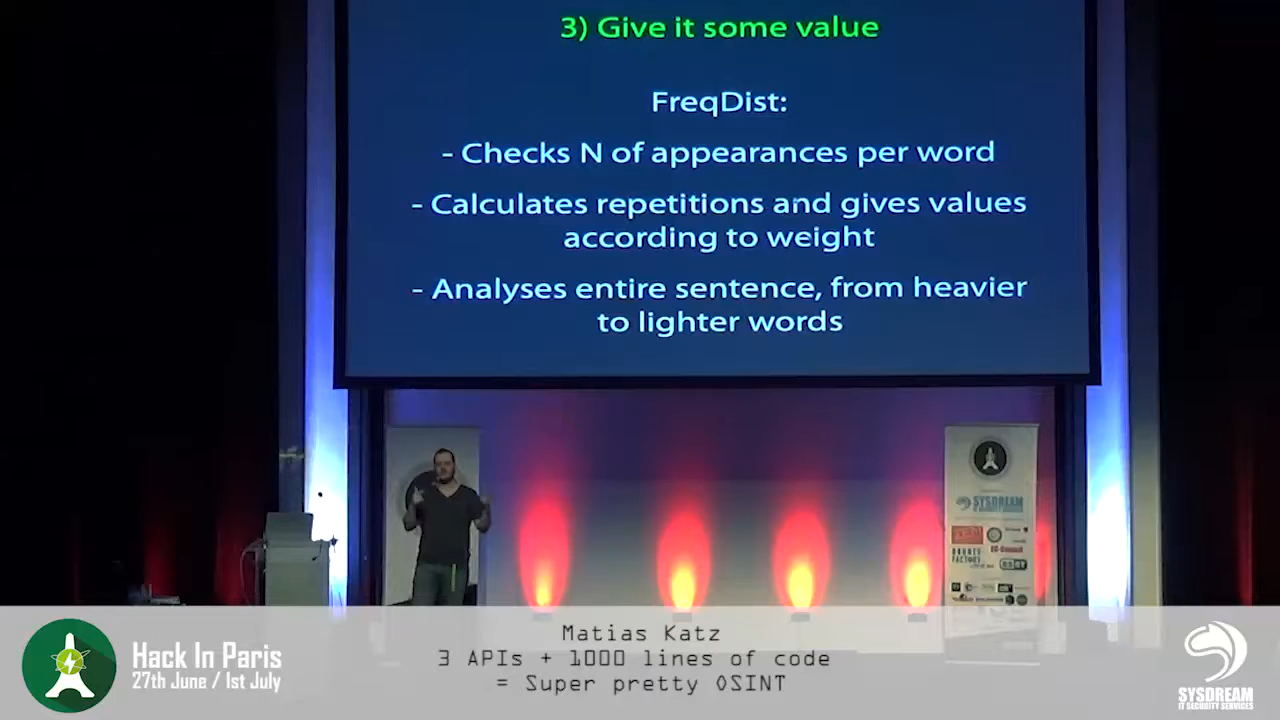 3) Give it some value
FreqDist:
- Checks N of appearances per word
- Calculates repetitions and gives values
according to weight
- Analyses entire sentence, from heavier
to lighter words
SYSDREAM
Hack In Paris
27th June / 1st July
Matias Katz
3 APIs + 1000 lines of code
= Super pretty OSINT
SYSDREAM
IT SECURITY SERVICES